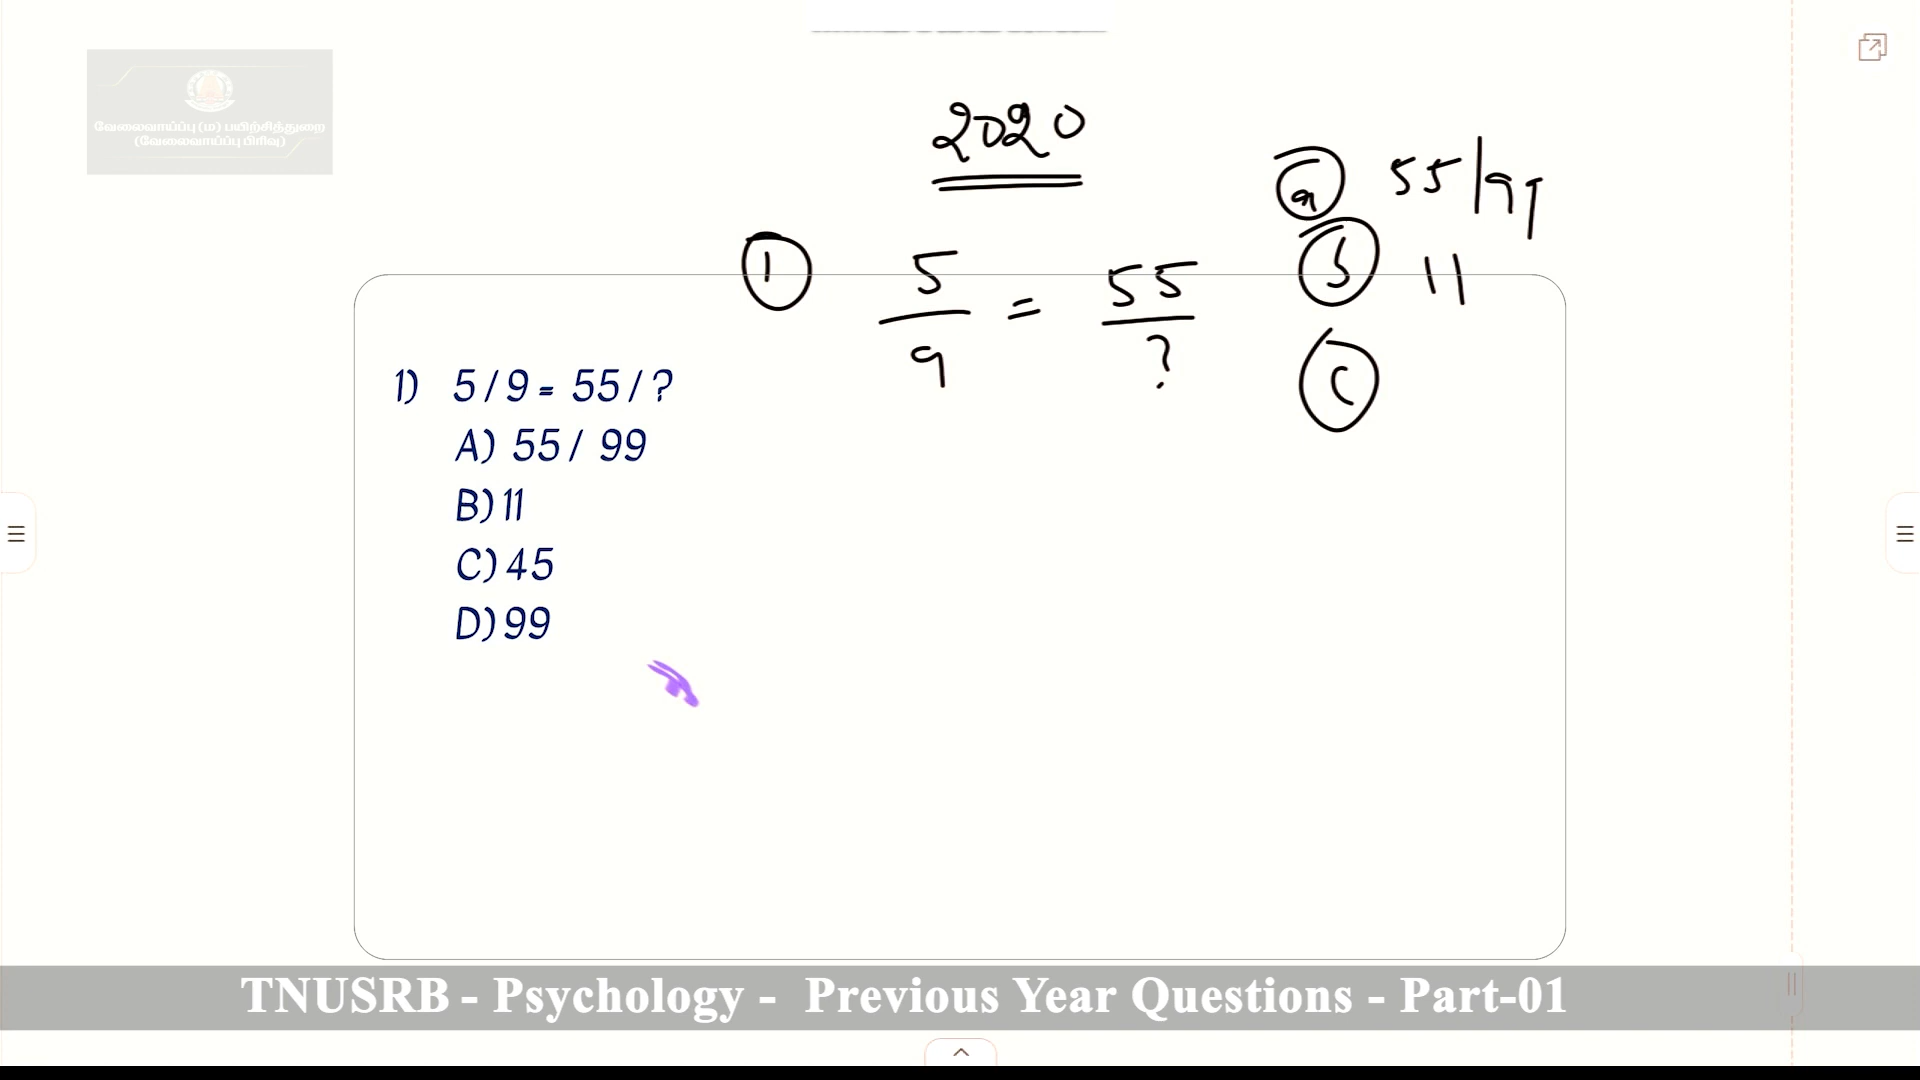 வேலைவாய்ப்பு (ம) பயிற்சித்துறை
(வேலைவாய்ப்பு பிரிவு)
2020
a 55/99
1 5/9 = 55/? b 11
c
1) 5 / 9 = 55 / ?
A) 55 / 99
B) 11
C) 45
D) 99
TNUSRB - Psychology - Previous Year Questions - Part-01